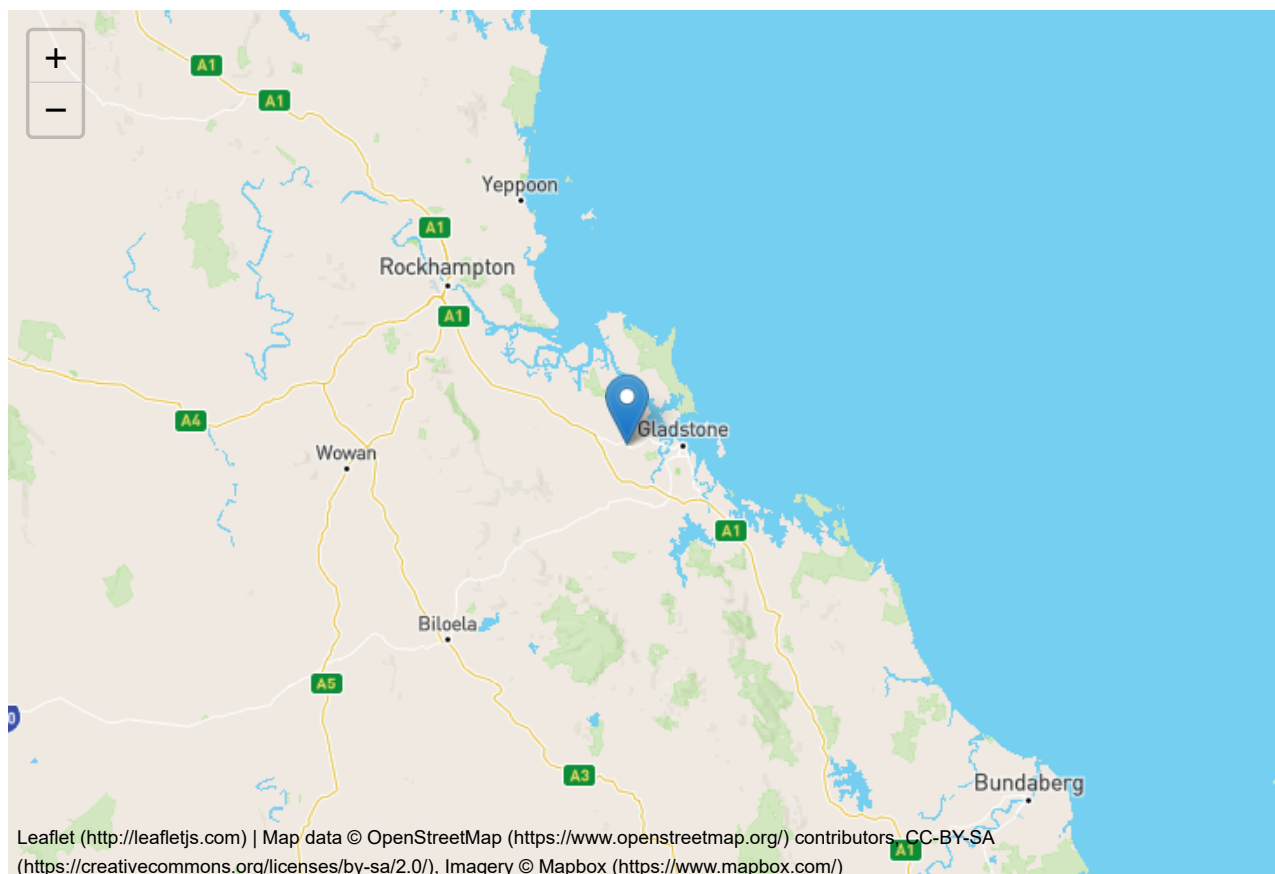 +
−
A1
A1
Yeppoon
A1
Rockhampton
A1
A4
Gladstone
Wowan
A1
Biloela
A5
A3
Bundaberg
A1
Leaflet (http://leafletjs.com) | Map data © OpenStreetMap (https://www.openstreetmap.org/) contributors, CC-BY-SA
(https://creativecommons.org/licenses/by-sa/2.0/), Imagery © Mapbox (https://www.mapbox.com/)